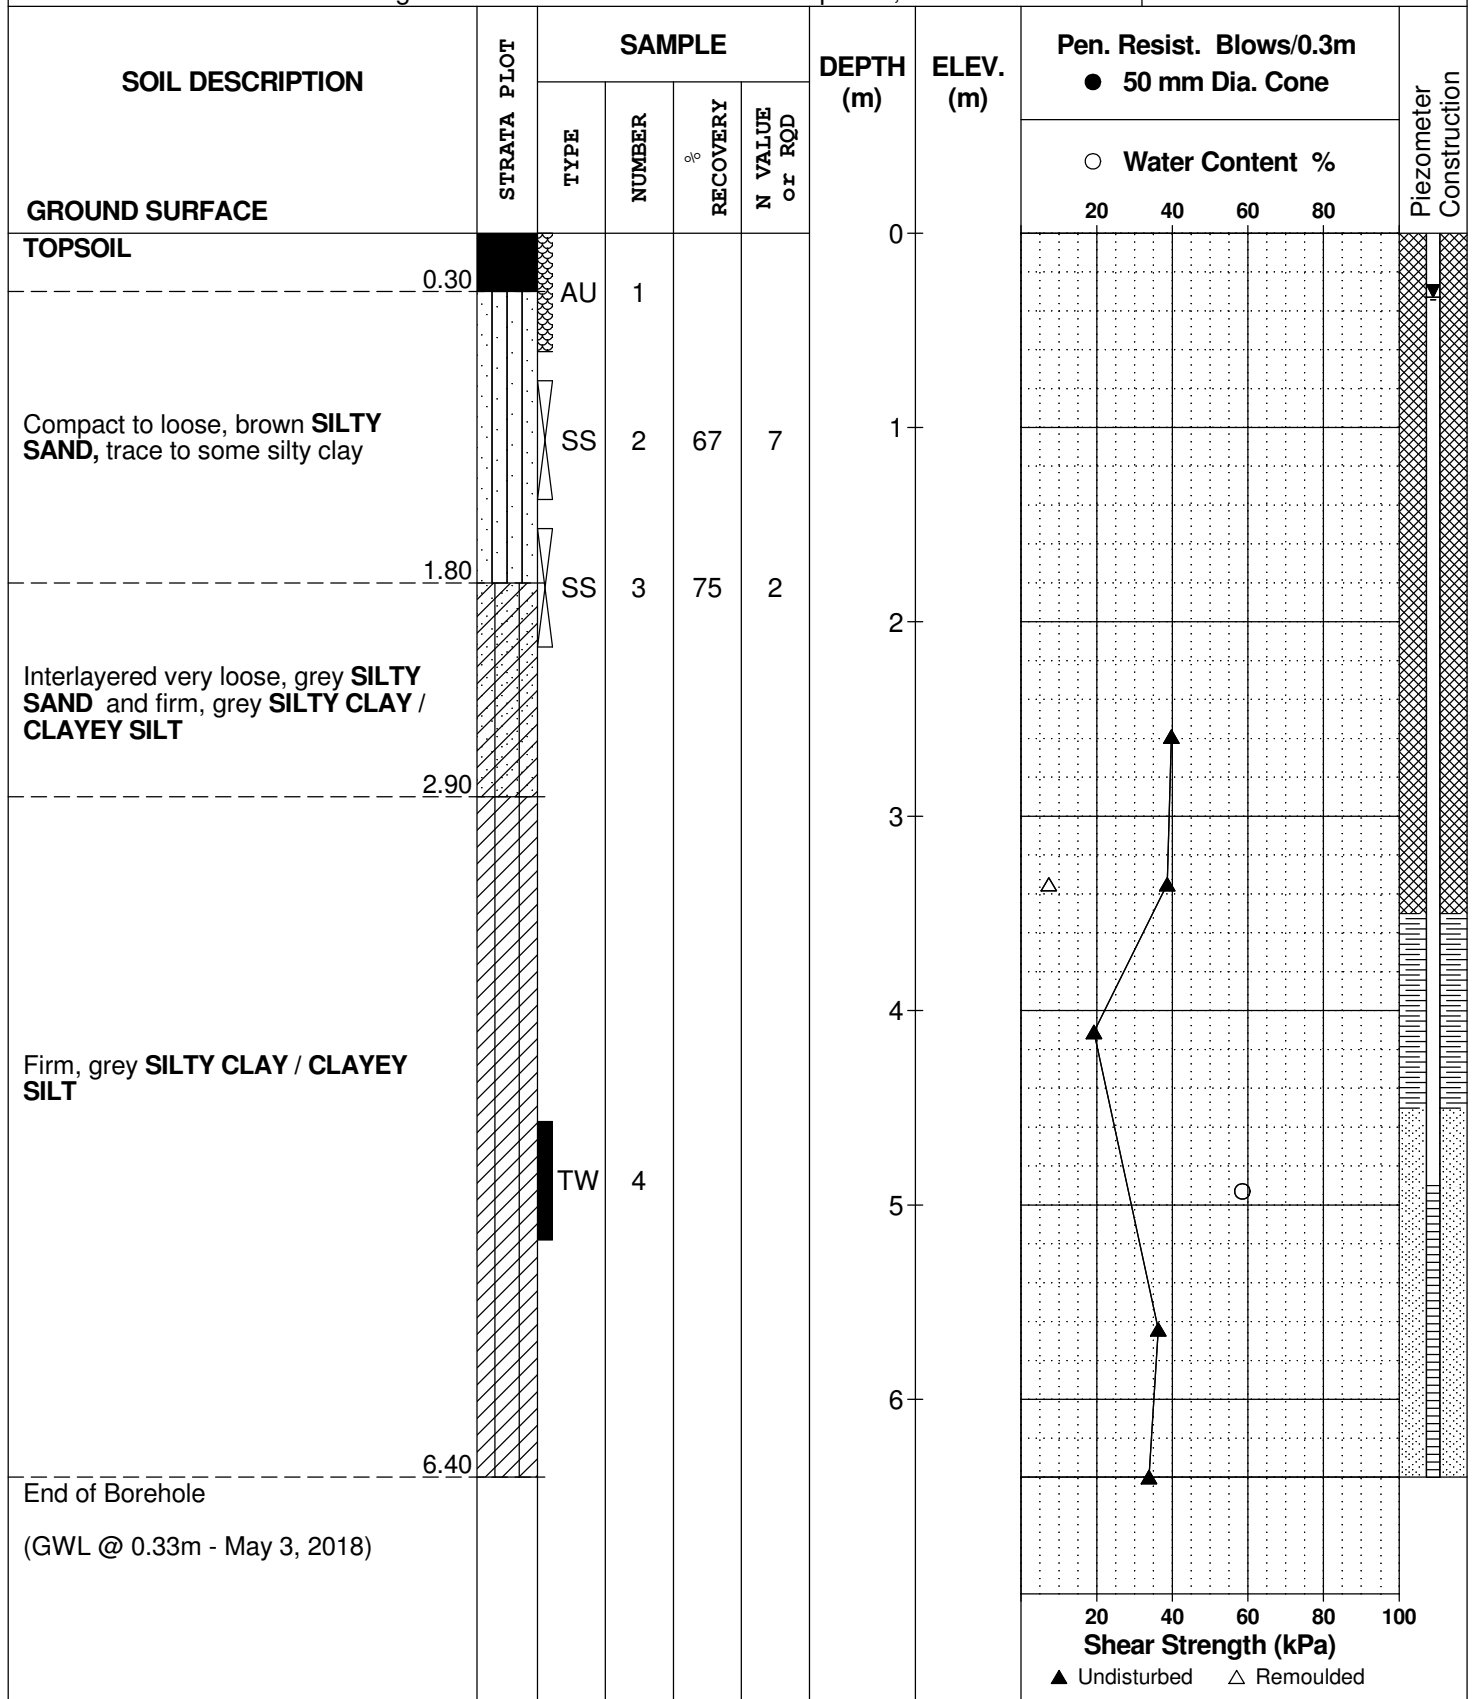 SOIL DESCRIPTION
GROUND SURFACE
STRATA PLOT
SAMPLE
TYPE
NUMBER
%
RECOVERY
N VALUE
or RQD
DEPTH
(m)
ELEV.
(m)
Pen. Resist. Blows/0.3m
● 50 mm Dia. Cone
○ Water Content %
20 40 60 80
Piezometer
Construction
TOPSOIL
0.30
AU 1
0
Compact to loose, brown SILTY
SAND, trace to some silty clay
SS 2 67 7
1
1.80
SS 3 75 2
2
Interlayered very loose, grey SILTY
SAND and firm, grey SILTY CLAY /
CLAYEY SILT
2.90
3
4
Firm, grey SILTY CLAY / CLAYEY
SILT
TW 4
5
6
6.40
End of Borehole
(GWL @ 0.33m - May 3, 2018)
20 40 60 80 100
Shear Strength (kPa)
▲ Undisturbed △ Remoulded